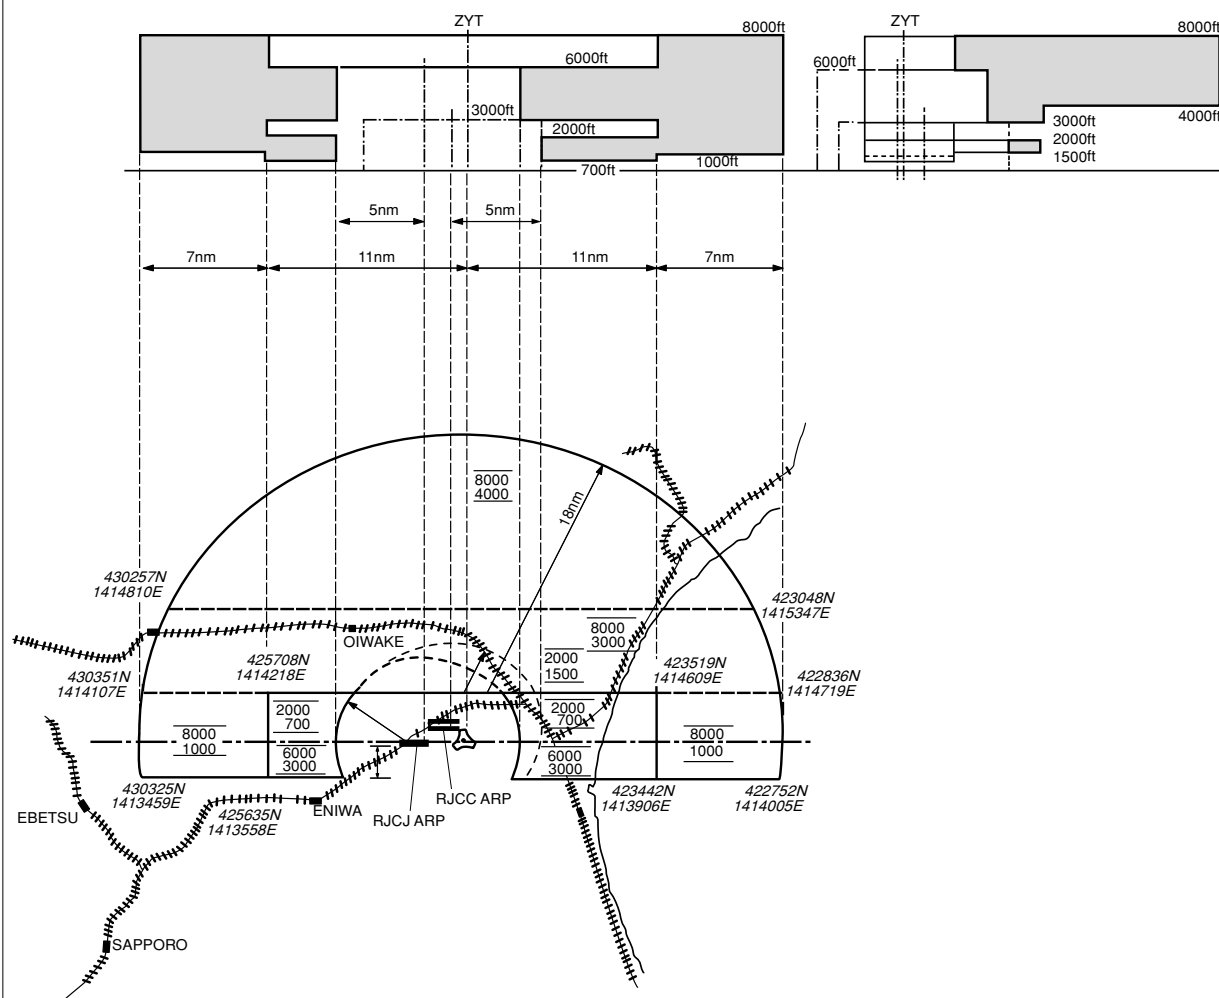 ZYT
8000ft
6000ft
3000ft
2000ft
1000ft
700ft
ZYT
8000ft
6000ft
4000ft
3000ft
2000ft
1500ft
5nm
5nm
7nm
11nm
11nm
7nm
8000
4000
18nm
430257N
1414810E
423048N
1415347E
OIWAKE
8000
3000
2000
1500
430351N
1414107E
425708N
1414218E
423519N
1414609E
422836N
1414719E
2000
700
2000
700
8000
1000
6000
3000
6000
3000
8000
1000
430325N
1413459E
425635N
1413558E
423442N
1413906E
422752N
1414005E
EBETSU
ENIWA
RJCJ ARP
RJCC ARP
SAPPORO